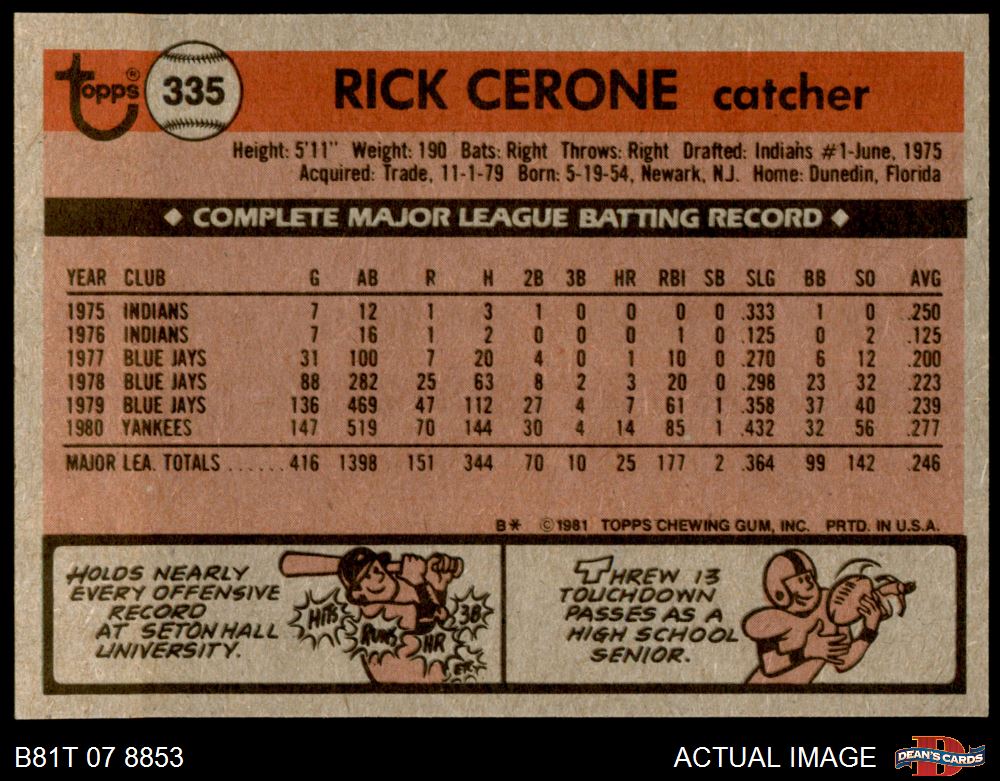 topps® 335 RICK CERONE catcher
Height: 5'11" Weight: 190 Bats: Right Throws: Right Drafted: Indians #1-June, 1975
Acquired: Trade, 11-1-79 Born: 5-19-54, Newark, N.J. Home: Dunedin, Florida
◆ COMPLETE MAJOR LEAGUE BATTING RECORD ◆
YEAR CLUB G AB R H 2B 3B HR RBI SB SLG BB SO AVG
1975 INDIANS 7 12 1 3 1 0 0 0 0 .333 1 0 .250
1976 INDIANS 7 16 1 2 0 0 0 1 0 .125 0 2 .125
1977 BLUE JAYS 31 100 7 20 4 0 1 10 0 .270 6 12 .200
1978 BLUE JAYS 88 282 25 63 8 2 3 20 0 .298 23 32 .223
1979 BLUE JAYS 136 469 47 112 27 4 7 61 1 .358 37 40 .239
1980 YANKEES 147 519 70 144 30 4 14 85 1 .432 32 56 .277
MAJOR LEA. TOTALS ...... 416 1398 151 344 70 10 25 177 2 .364 99 142 .246
B* ©1981 TOPPS CHEWING GUM, INC. PRTD. IN U.S.A.
HOLDS NEARLY
EVERY OFFENSIVE
RECORD
AT SETON HALL
UNIVERSITY.
HITS
RUNS
HR
3B
ETC.
THREW 13
TOUCHDOWN
PASSES AS A
HIGH SCHOOL
SENIOR.
B81T 07 8853 ACTUAL IMAGE DEAN'S CARDS